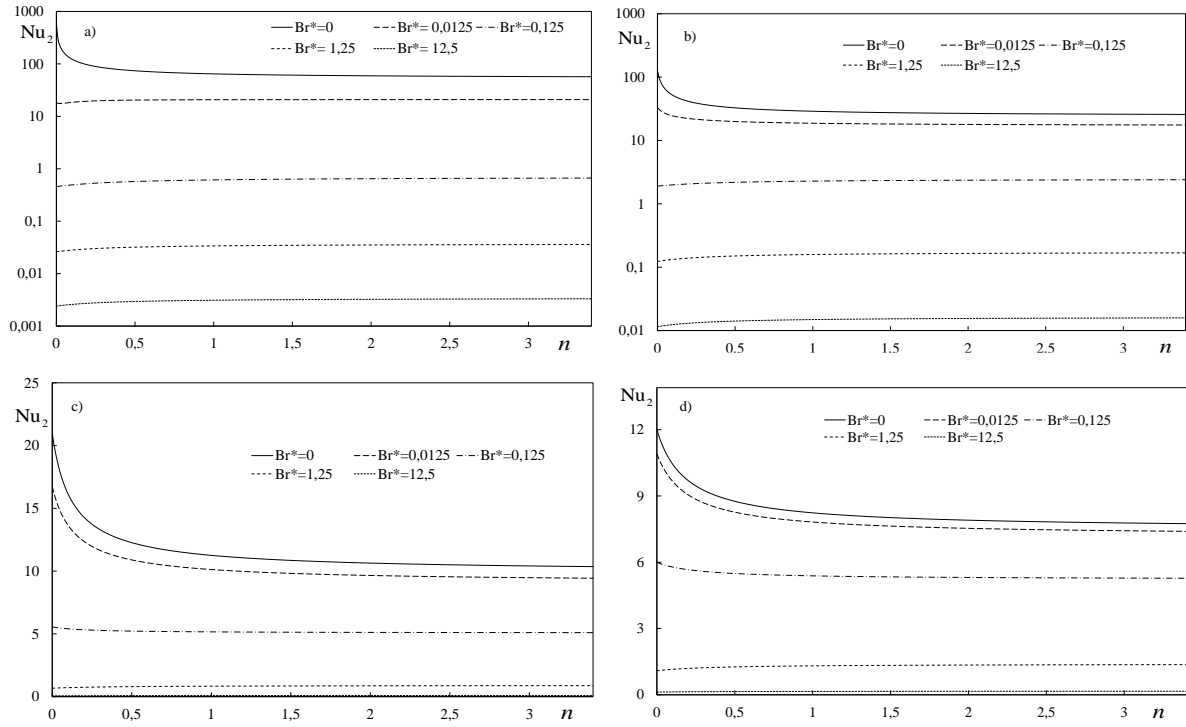 a)
Nu₂
Br*=0 Br*= 0,0125 Br*=0,125
Br*= 1,25 Br*= 12,5
1000
100
10
1
0,1
0,01
0,001
0 0,5 1 1,5 2 2,5 3 n
b)
Nu₂
Br*=0 Br*=0,0125 Br*=0,125
Br*=1,25 Br*=12,5
1000
100
10
1
0,1
0,01
0 0.5 1 1.5 2 2.5 3 n
c)
Nu₂
Br*=0 Br*=0,0125 Br*=0,125
Br*=1,25 Br*=12,5
25
20
15
10
5
0
0 0,5 1 1,5 2 2,5 3 n
d)
Nu₂
Br*=0 Br*=0,0125 Br*=0,125
Br*=1,25 Br*=12,5
12
9
6
3
0
0 0.5 1 1.5 2 2.5 3 n